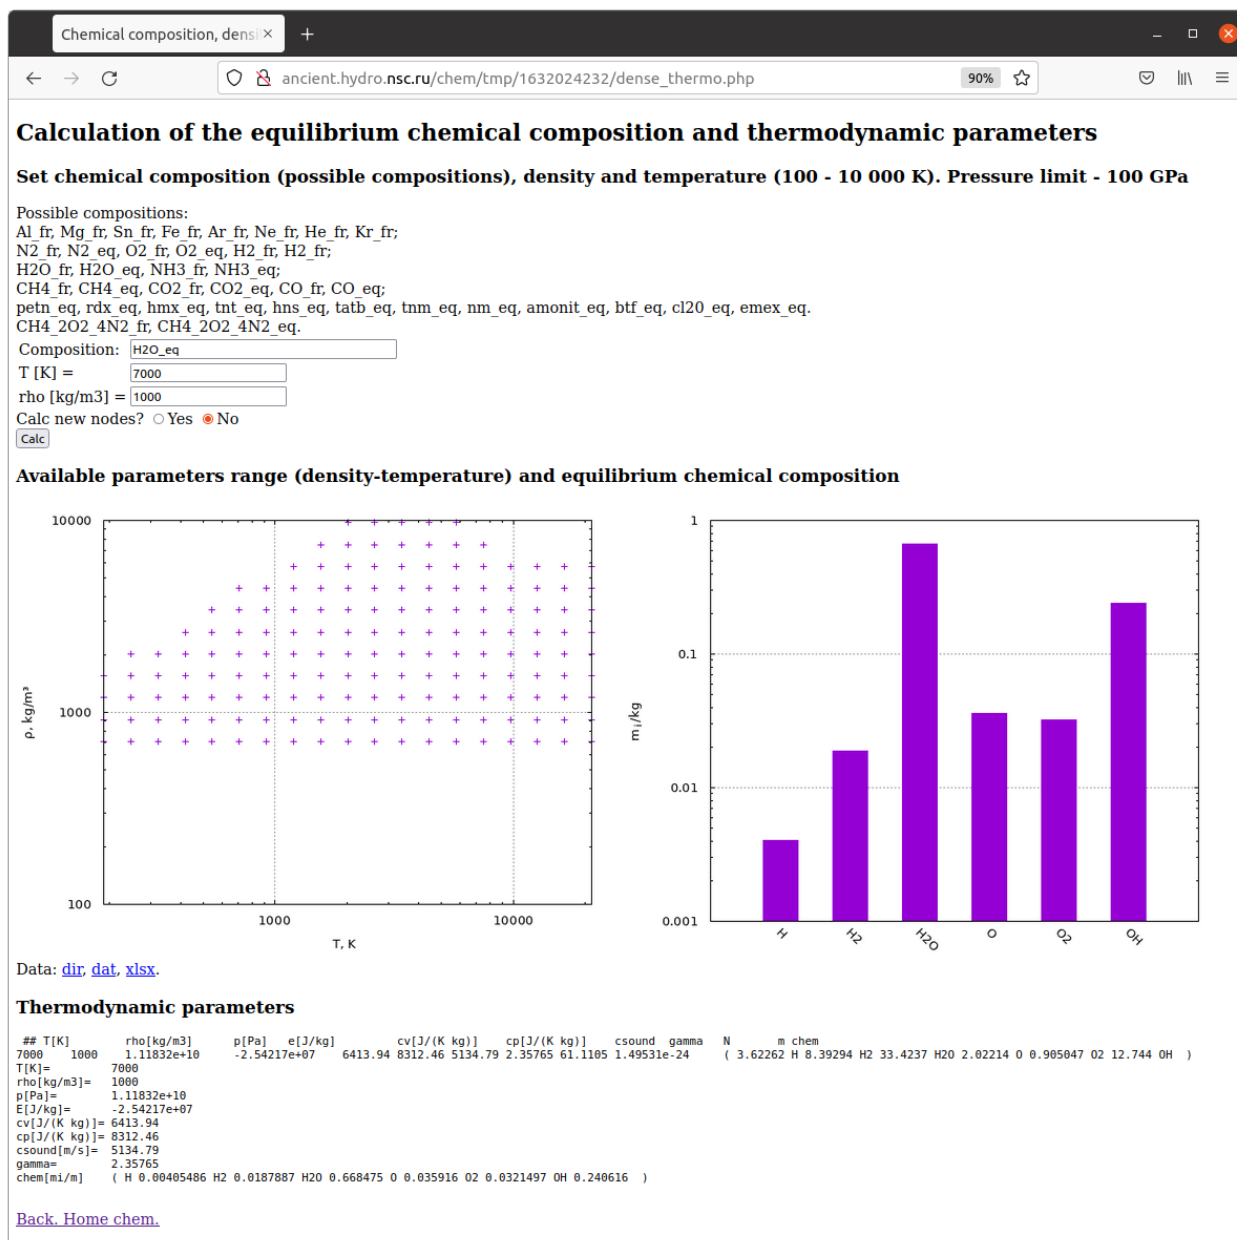 Chemical composition, densi ×
ancient.hydro.nsc.ru/chem/tmp/1632024232/dense_thermo.php 90%
Calculation of the equilibrium chemical composition and thermodynamic parameters
Set chemical composition (possible compositions), density and temperature (100 - 10 000 K). Pressure limit - 100 GPa
Possible compositions:
Al_fr, Mg_fr, Sn_fr, Fe_fr, Ar_fr, Ne_fr, He_fr, Kr_fr;
N2_fr, N2_eq, O2_fr, O2_eq, H2_fr, H2_fr;
H2O_fr, H2O_eq, NH3_fr, NH3_eq;
CH4_fr, CH4_eq, CO2_fr, CO2_eq, CO_fr, CO_eq;
petn_eq, rdx_eq, hmx_eq, tnt_eq, hns_eq, tatb_eq, tnm_eq, nm_eq, amonit_eq, btf_eq, cl20_eq, emex_eq.
CH4_2O2_4N2_fr, CH4_2O2_4N2_eq.
Composition: H2O_eq
T [K] = 7000
rho [kg/m3] = 1000
Calc new nodes? Yes No
Calc
Available parameters range (density-temperature) and equilibrium chemical composition
10000
1000
100
ρ, kg/m³
1000 10000
T, K
1
0.1
0.01
0.001
mi/kg
H H2 H2O O O2 OH
Data: dir, dat, xlsx.
Thermodynamic parameters
## T[K] rho[kg/m3] p[Pa] e[J/kg] cv[J/(K kg)] cp[J/(K kg)] csound gamma N m chem
7000 1000 1.11832e+10 -2.54217e+07 6413.94 8312.46 5134.79 2.35765 61.1105 1.49531e-24 ( 3.62262 H 8.39294 H2 33.4237 H2O 2.02214 O 0.905047 O2 12.744 OH )
T[K]= 7000
rho[kg/m3]= 1000
p[Pa]= 1.11832e+10
E[J/kg]= -2.54217e+07
cv[J/(K kg)]= 6413.94
cp[J/(K kg)]= 8312.46
csound[m/s]= 5134.79
gamma= 2.35765
chem[mi/m] ( H 0.00405486 H2 0.0187887 H2O 0.668475 O 0.035916 O2 0.0321497 OH 0.240616 )
Back. Home chem.